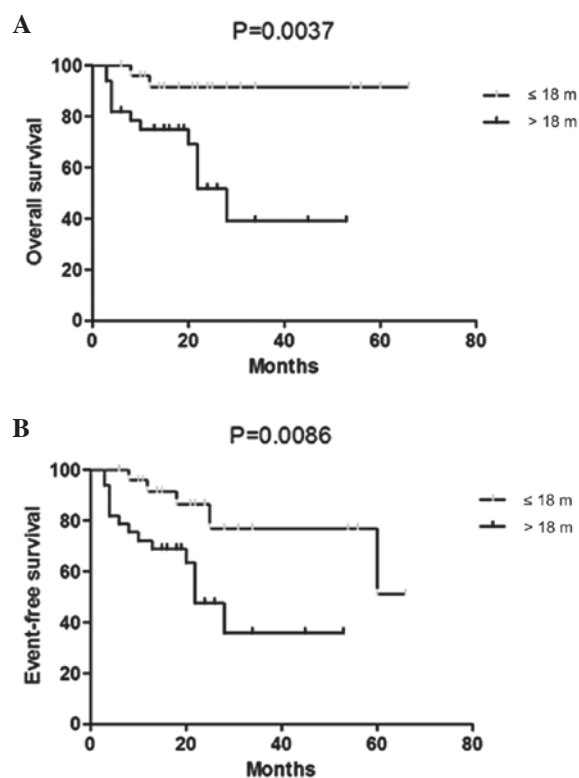 A
P=0.0037
Overall survival
100
80
60
40
20
0
0 20 40 60 80
Months
≤ 18 m
> 18 m
B
P=0.0086
Event-free survival
100
80
60
40
20
0
0 20 40 60 80
Months
≤ 18 m
> 18 m